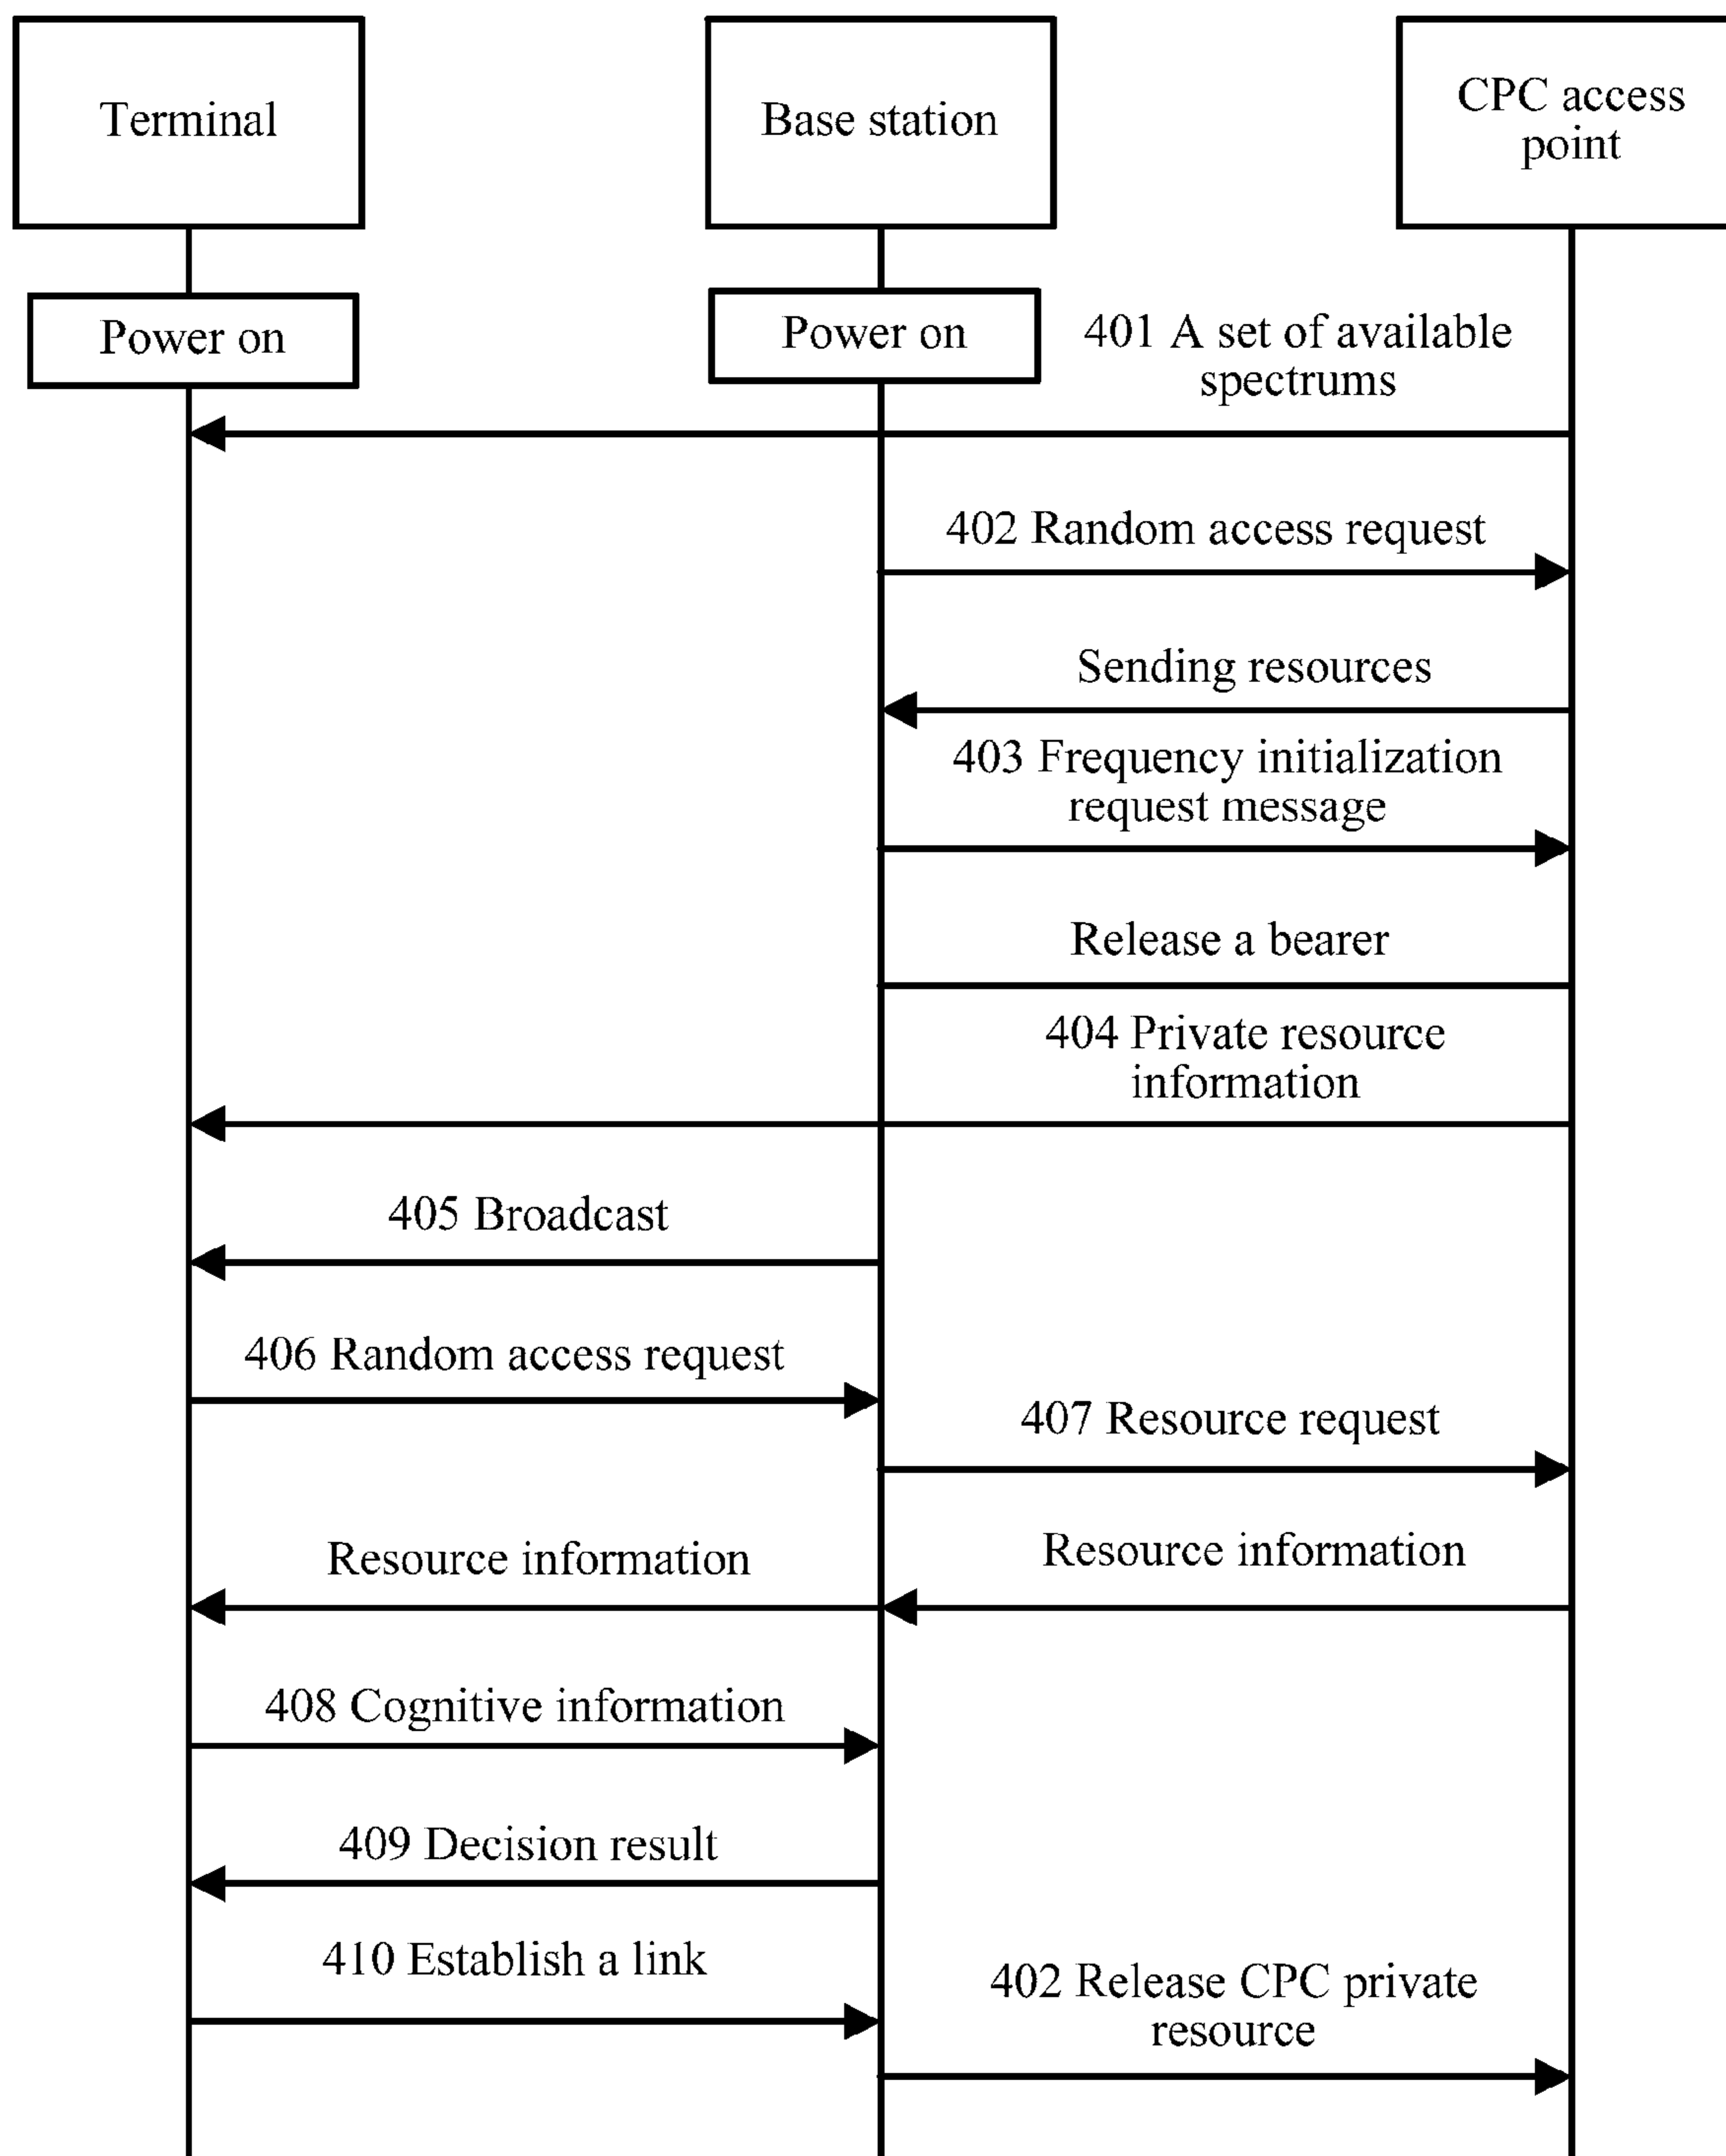 Terminal
Base station
CPC access
point
Power on
Power on
401 A set of available
spectrums
402 Random access request
Sending resources
403 Frequency initialization
request message
Release a bearer
404 Private resource
information
405 Broadcast
406 Random access request
407 Resource request
Resource information
Resource information
408 Cognitive information
409 Decision result
410 Establish a link
402 Release CPC private
resource